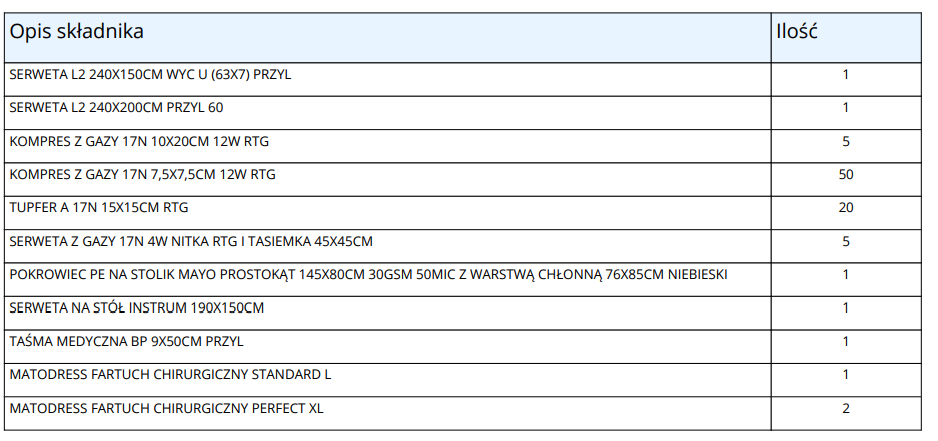 Opis składnika Ilość
SERWETA L2 240X150CM WYC U (63X7) PRZYL 1
SERWETA L2 240X200CM PRZYL 60 1
KOMPRES Z GAZY 17N 10X20CM 12W RTG 5
KOMPRES Z GAZY 17N 7,5X7,5CM 12W RTG 50
TUPFER A 17N 15X15CM RTG 20
SERWETA Z GAZY 17N 4W NITKA RTG I TASIEMKA 45X45CM 5
POKROWIEC PE NA STOLIK MAYO PROSTOKĄT 145X80CM 30GSM 50MIC Z WARSTWĄ CHŁONNĄ 76X85CM NIEBIESKI 1
SERWETA NA STÓŁ INSTRUM 190X150CM 1
TAŚMA MEDYCZNA BP 9X50CM PRZYL 1
MATODRESS FARTUCH CHIRURGICZNY STANDARD L 1
MATODRESS FARTUCH CHIRURGICZNY PERFECT XL 2